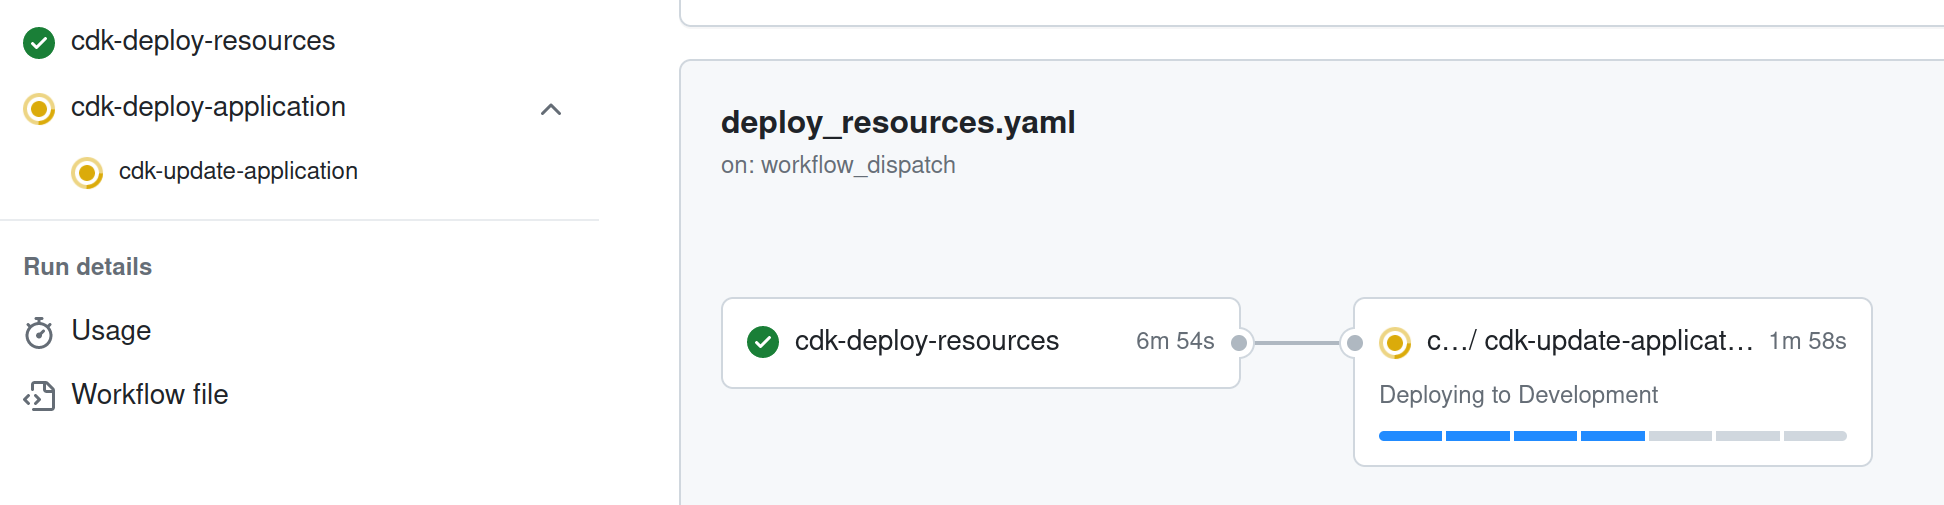 cdk-deploy-resources
cdk-deploy-application
cdk-update-application
Run details
Usage
Workflow file
deploy_resources.yaml
on: workflow_dispatch
cdk-deploy-resources 6m 54s
c…/ cdk-update-applicat… 1m 58s
Deploying to Development